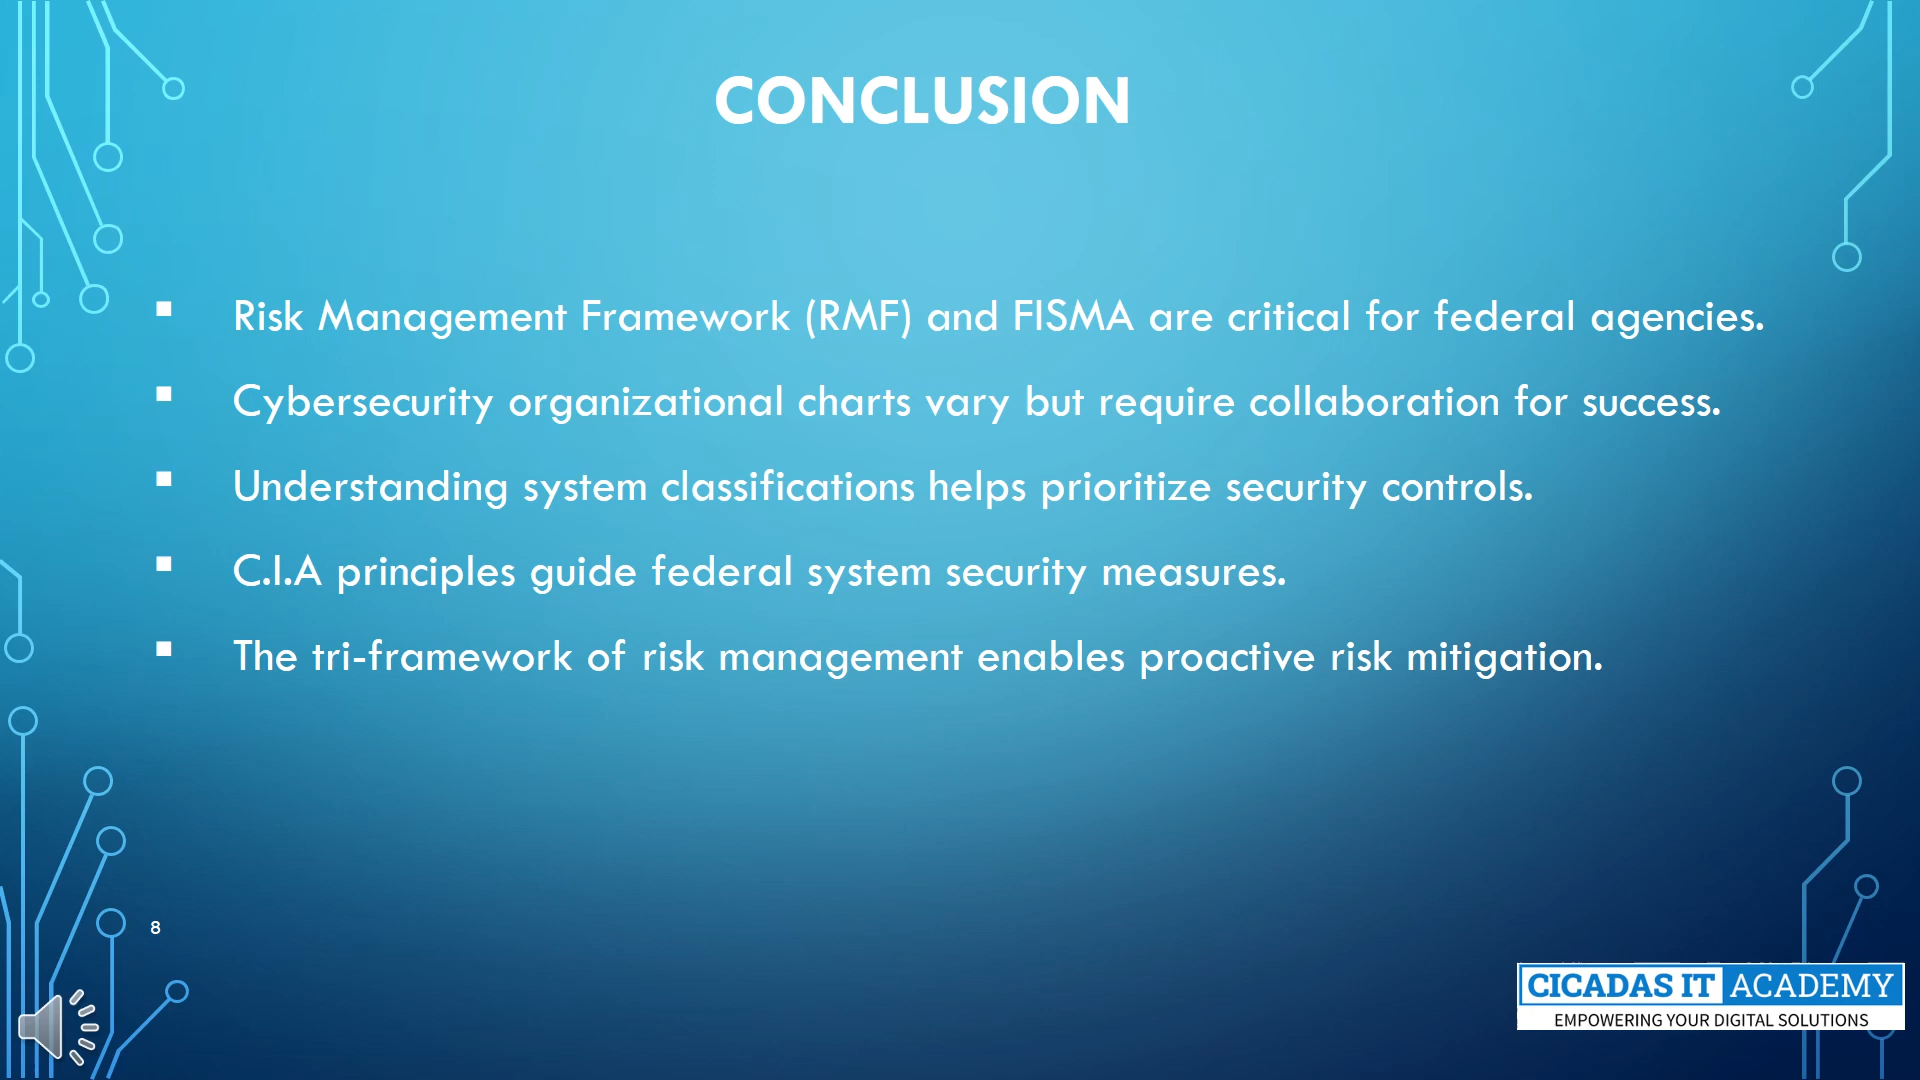 CONCLUSION
▪ Risk Management Framework (RMF) and FISMA are critical for federal agencies.
▪ Cybersecurity organizational charts vary but require collaboration for success.
▪ Understanding system classifications helps prioritize security controls.
▪ C.I.A principles guide federal system security measures.
▪ The tri-framework of risk management enables proactive risk mitigation.
8
CICADAS IT ACADEMY
EMPOWERING YOUR DIGITAL SOLUTIONS